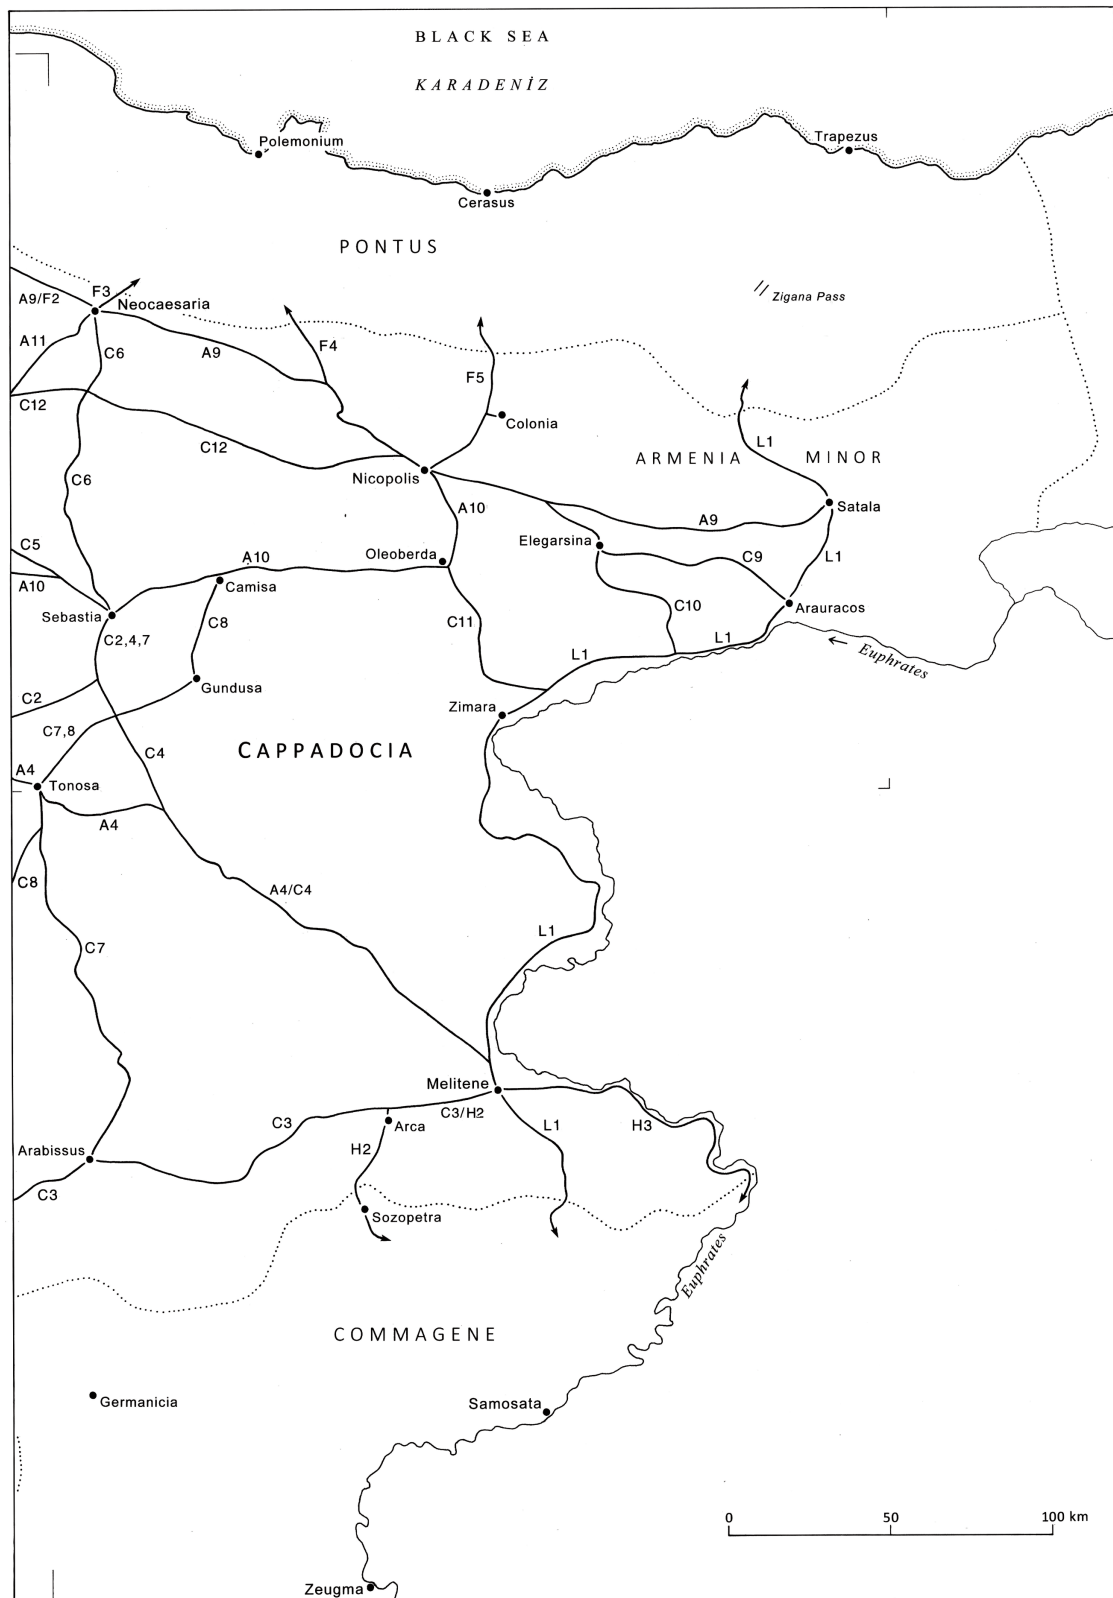 BLACK SEA
KARADENİZ
Polemonium
Trapezus
Cerasus
PONTUS
A9/F2
F3
Neocaesaria
Zigana Pass
A11
C6
A9
F4
F5
C12
C12
Colonia
L1
ARMENIA MINOR
C6
Nicopolis
A10
A9
Satala
Elegarsina
C5
A10
A10
Oleoberda
C9
L1
Camisa
Sebastia
C8
C11
C10
Arauracos
C2,4,7
L1
L1
Euphrates
C2
Gundusa
Zimara
C7,8
C4
CAPPADOCIA
A4
Tonosa
A4
C8
A4/C4
C7
L1
Melitene
C3
C3/H2
Arca
L1
H3
Arabissus
H2
C3
Sozopetra
Euphrates
COMMAGENE
Germanicia
Samosata
0 50 100 km
Zeugma